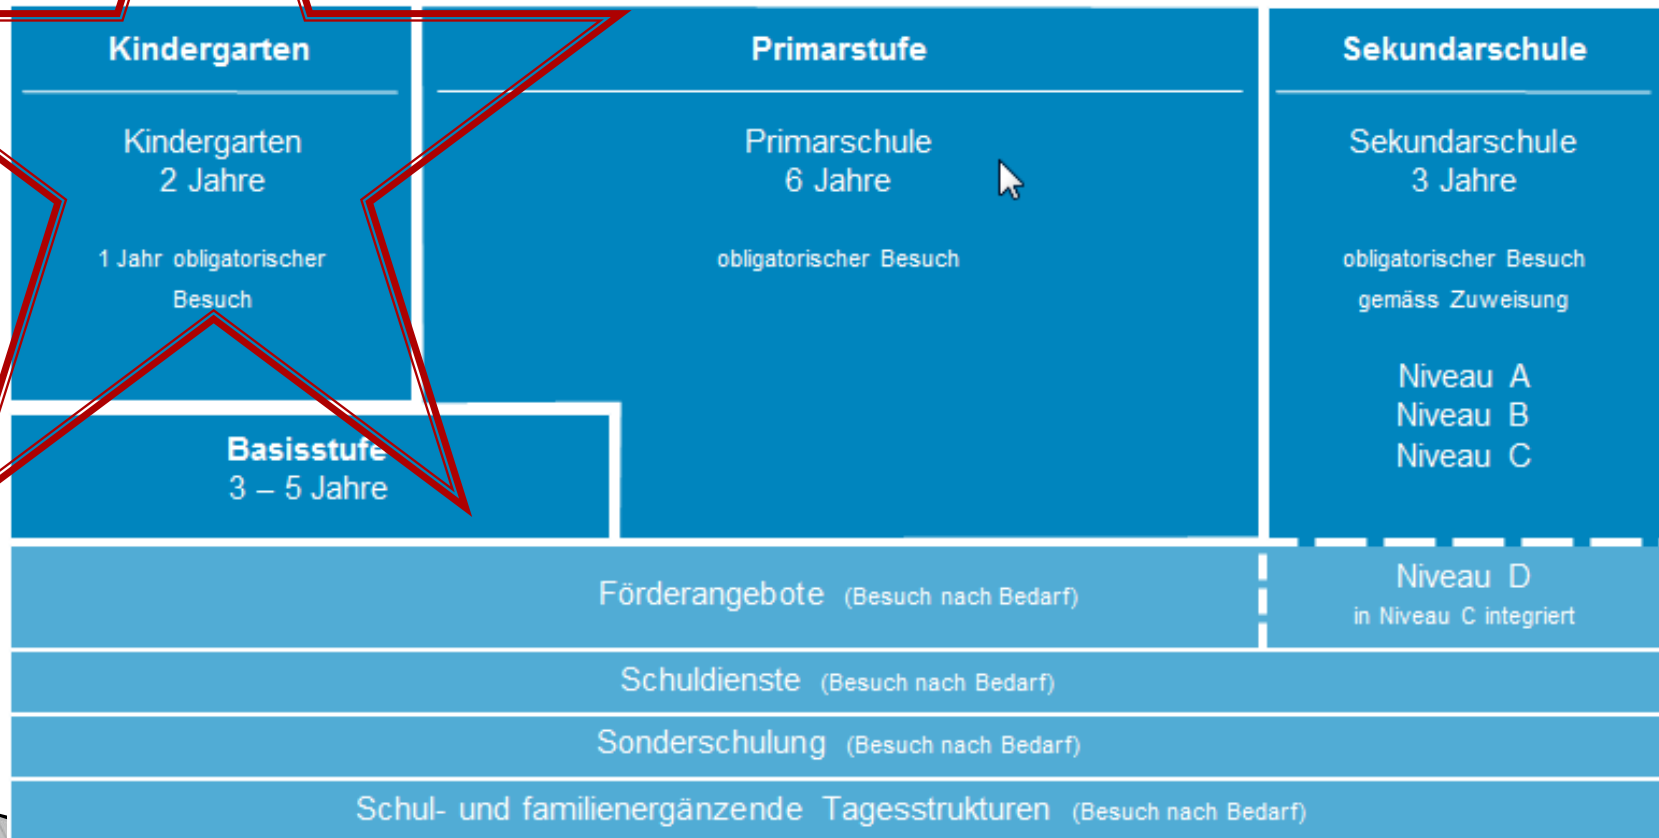 Kindergarten
Kindergarten
2 Jahre
1 Jahr obligatorischer
Besuch
Primarstufe
Primarschule
6 Jahre
obligatorischer Besuch
Sekundarschule
Sekundarschule
3 Jahre
obligatorischer Besuch
gemäss Zuweisung
Niveau A
Niveau B
Niveau C
Basisstufe
3 – 5 Jahre
Förderangebote (Besuch nach Bedarf)
Niveau D
in Niveau C integriert
Schuldienste (Besuch nach Bedarf)
Sonderschulung (Besuch nach Bedarf)
Schul- und familienergänzende Tagesstrukturen (Besuch nach Bedarf)